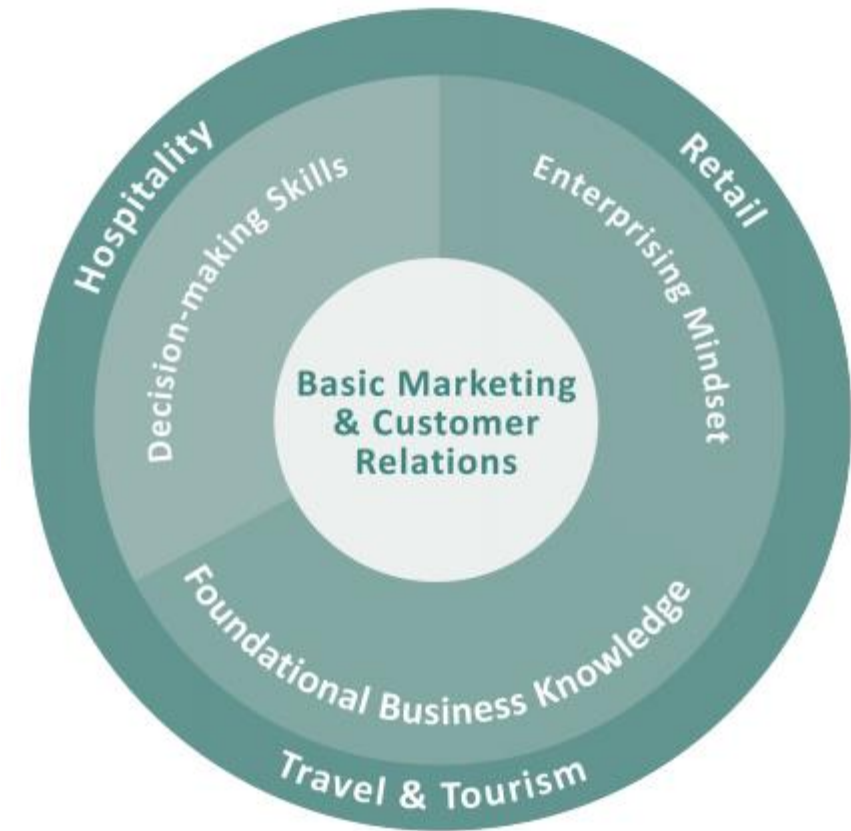 Hospitality
Retail
Decision-making Skills
Enterprising Mindset
Basic Marketing
& Customer
Relations
Foundational Business Knowledge
Travel & Tourism